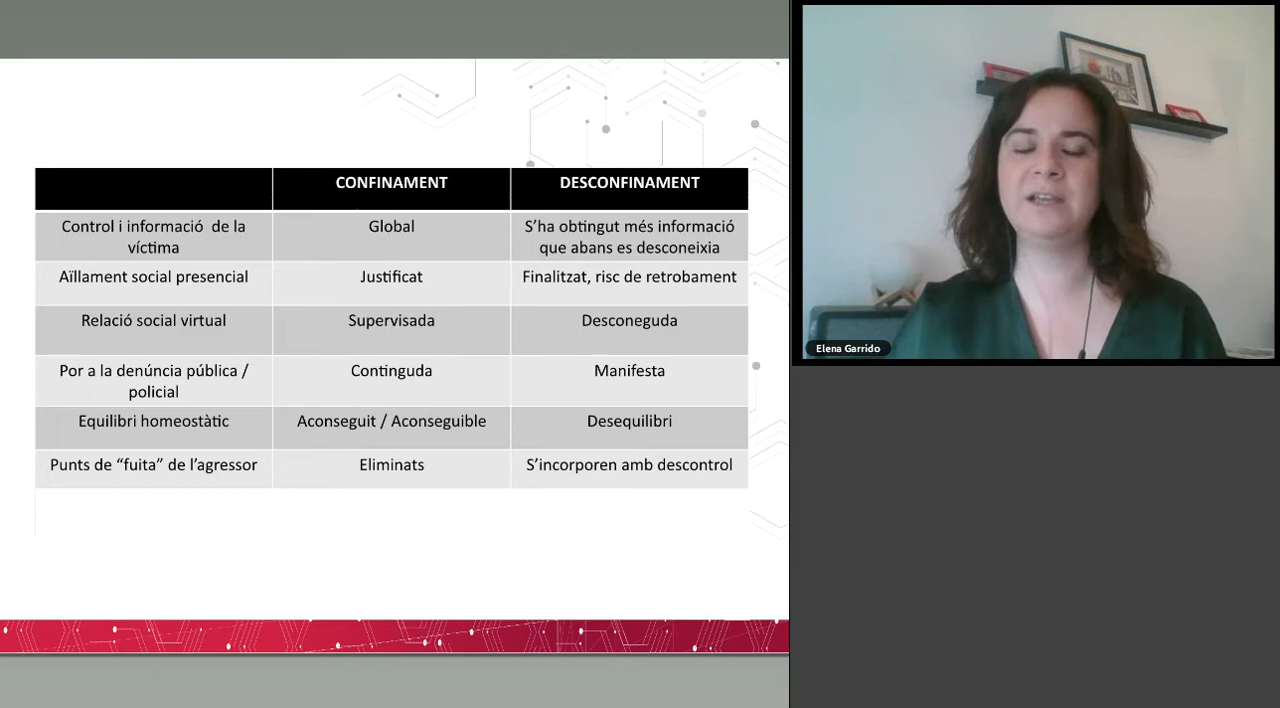 CONFINAMENT
DESCONFINAMENT
Control i informació de la
víctima
Global
S'ha obtingut més informació
que abans es desconeixia
Aïllament social presencial
Justificat
Finalitzat, risc de retrobament
Relació social virtual
Supervisada
Desconeguda
Por a la denúncia pública /
policial
Continguda
Manifesta
Equilibri homeostàtic
Aconseguit / Aconseguible
Desequilibri
Punts de “fuita” de l’agressor
Eliminats
S’incorporen amb descontrol
Elena Garrido